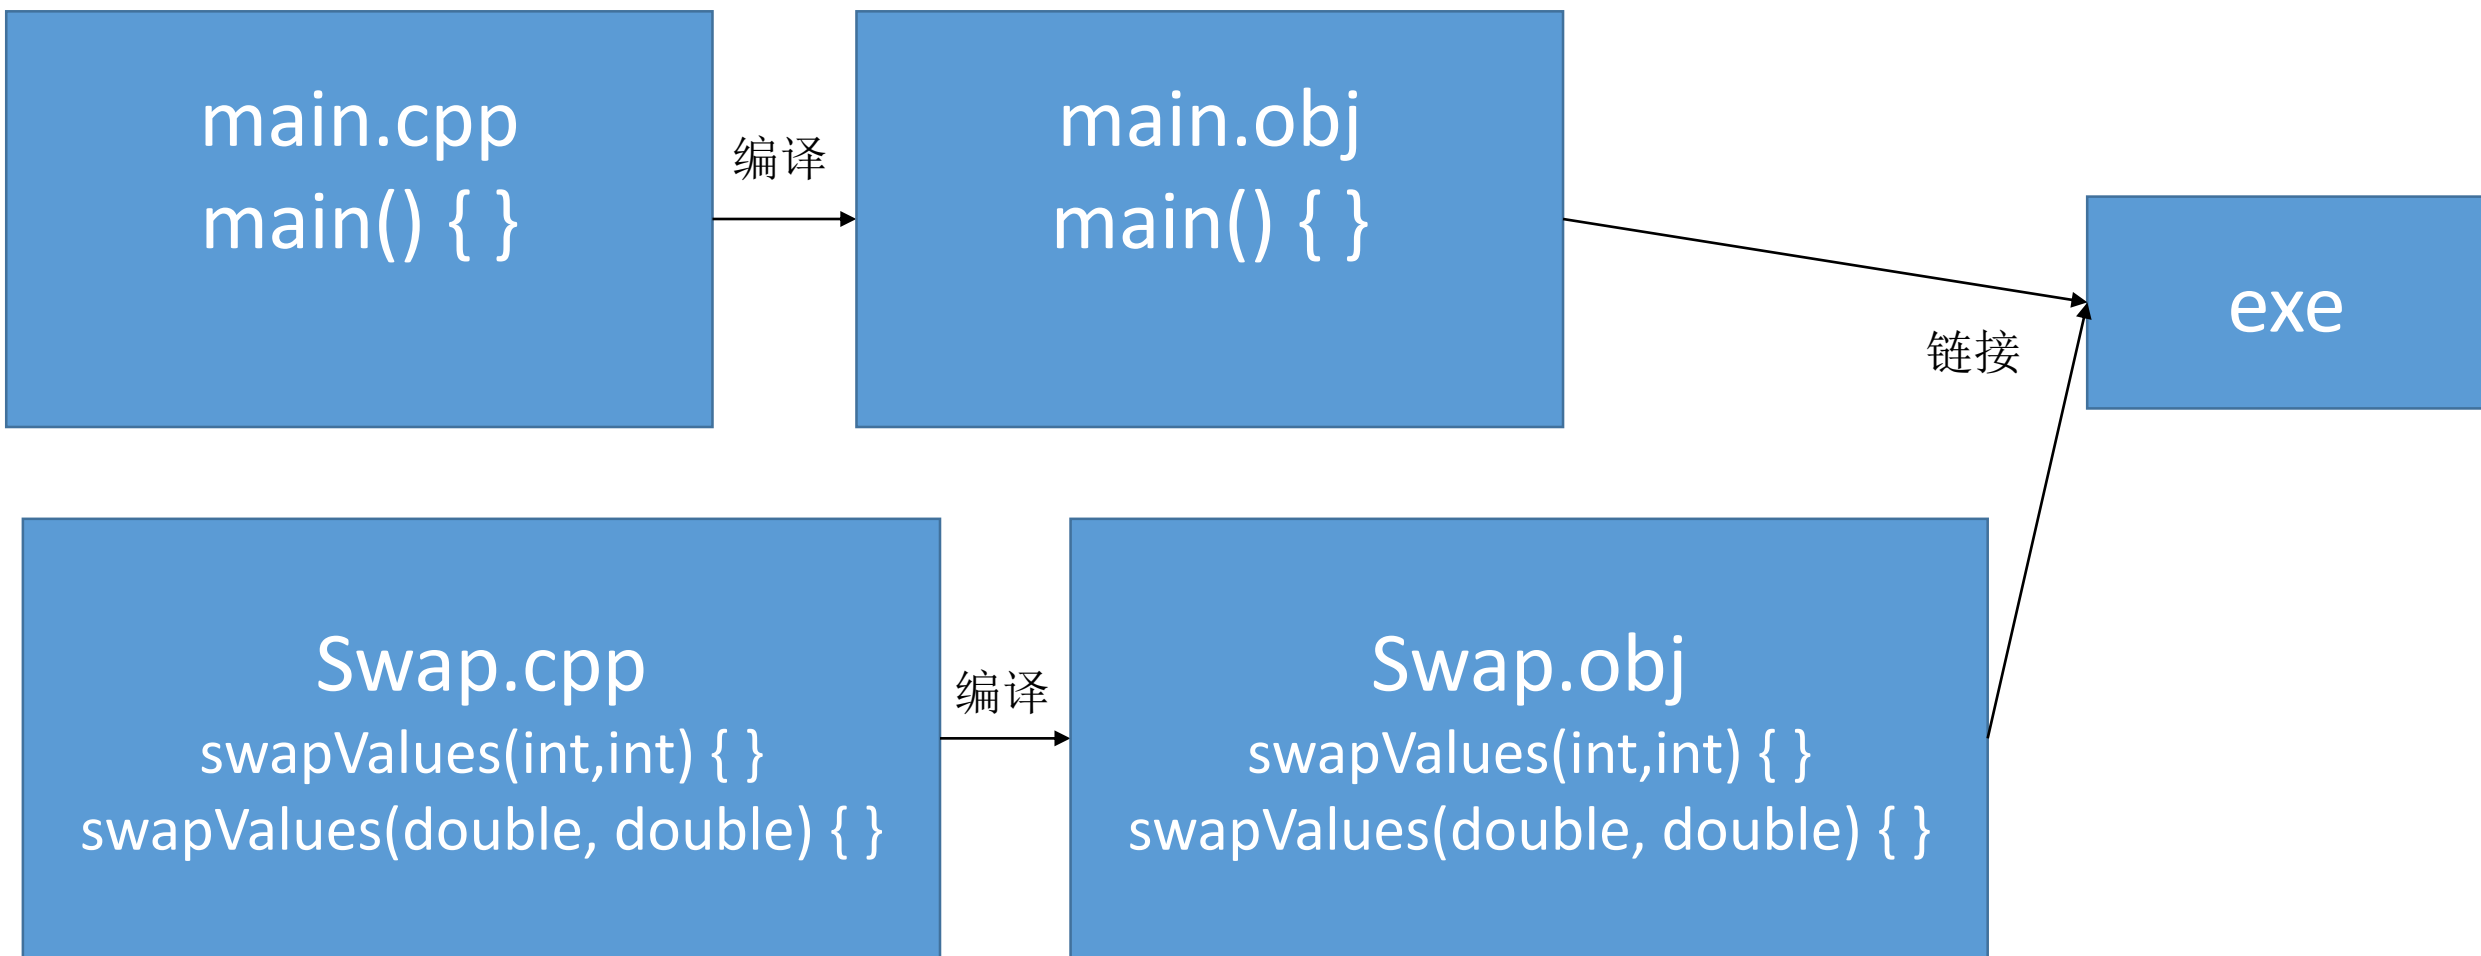 main.cpp
main() { }
编译
main.obj
main() { }
链接
exe
Swap.cpp
swapValues(int,int) { }
swapValues(double, double) { }
编译
Swap.obj
swapValues(int,int) { }
swapValues(double, double) { }